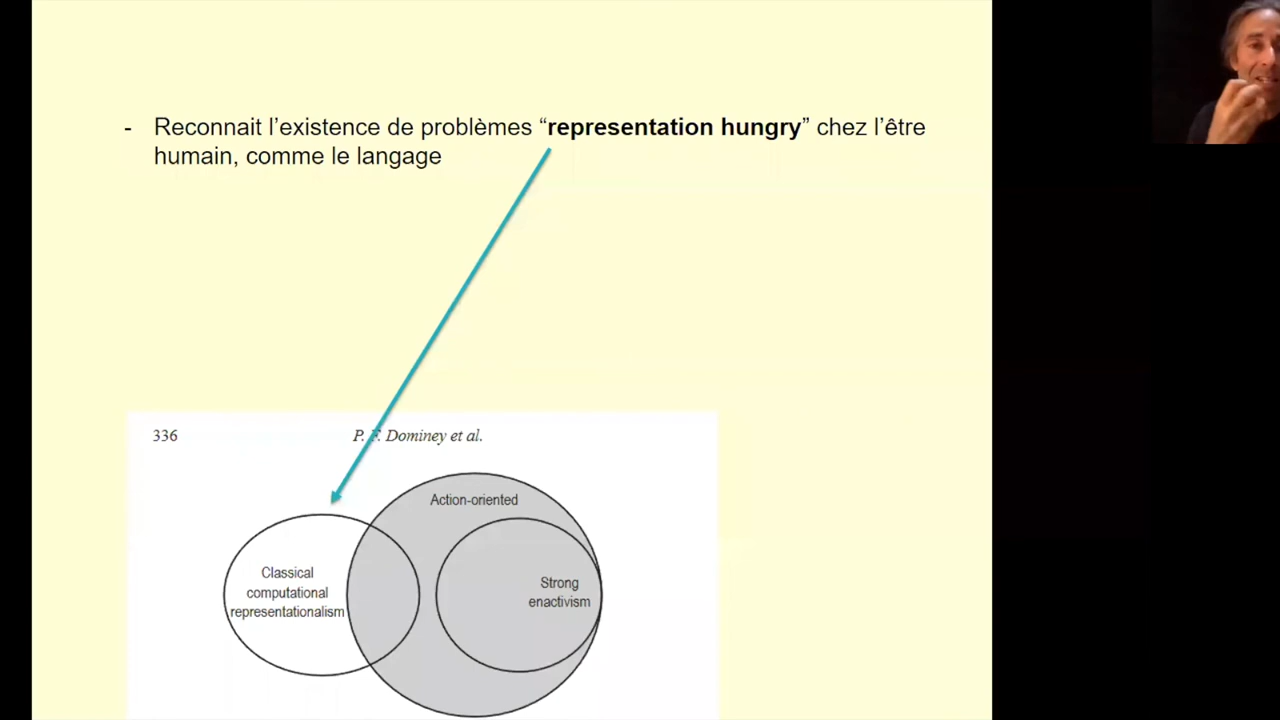 - Reconnait l’existence de problèmes “representation hungry” chez l’être
humain, comme le langage
336
P. F. Dominey et al.
Action-oriented
Classical
computational
representationalism
Strong
enactivism